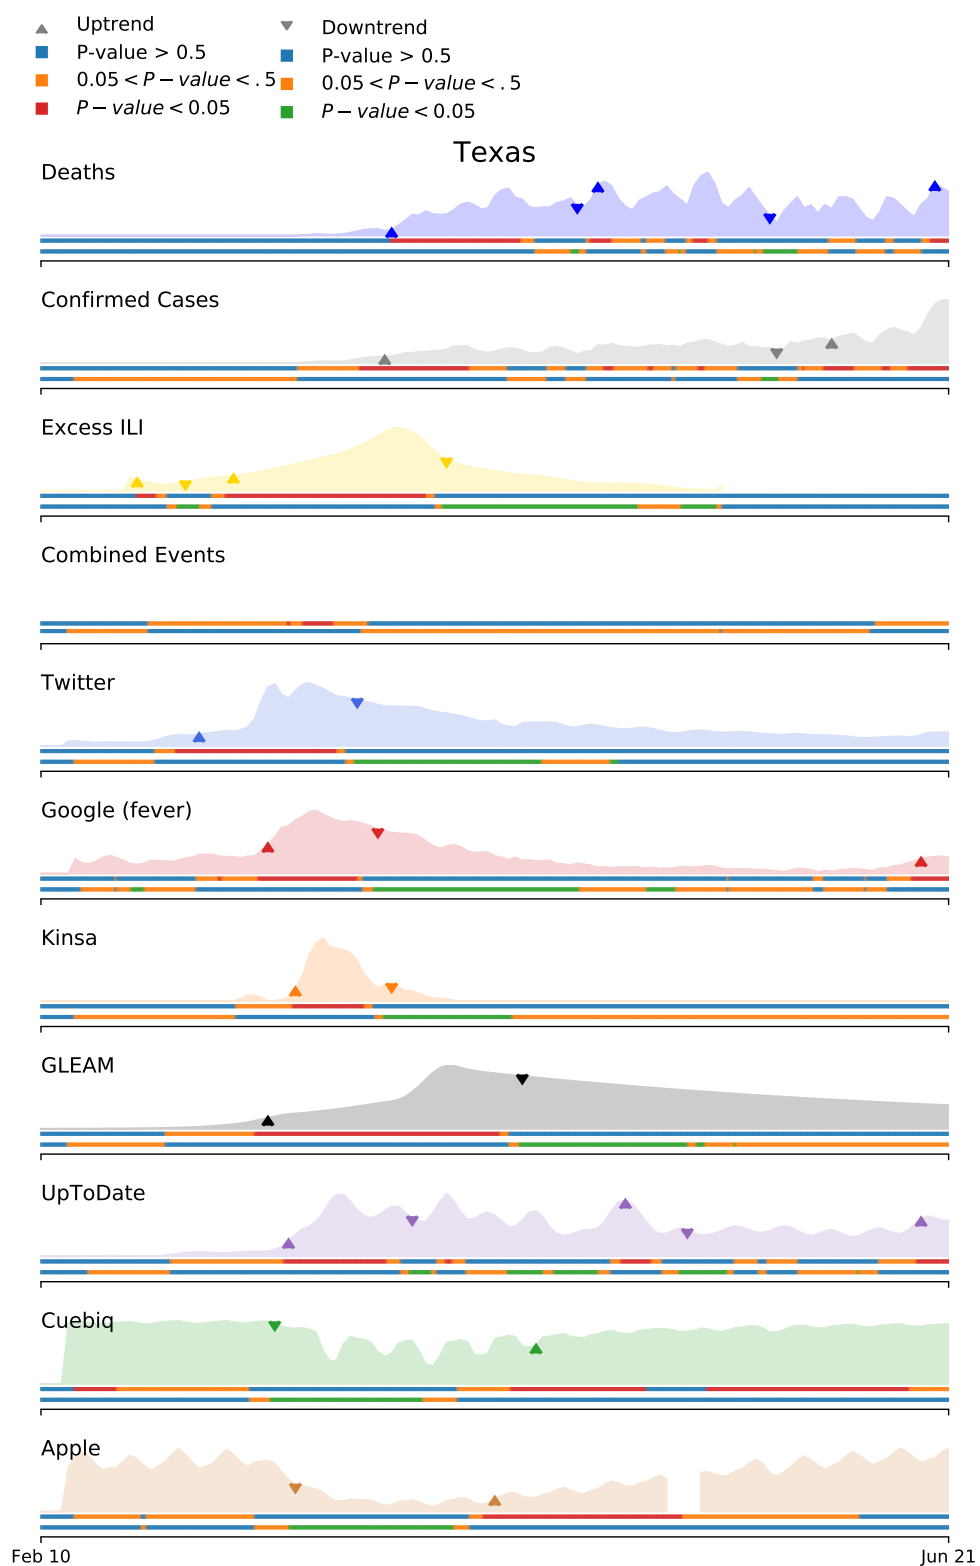 Uptrend
P-value > 0.5
0.05 < P − value < .5
P − value < 0.05
Downtrend
P-value > 0.5
0.05 < P − value < .5
P − value < 0.05
Texas
Deaths
Confirmed Cases
Excess ILI
Combined Events
Twitter
Google (fever)
Kinsa
GLEAM
UpToDate
Cuebiq
Apple
Feb 10
Jun 21